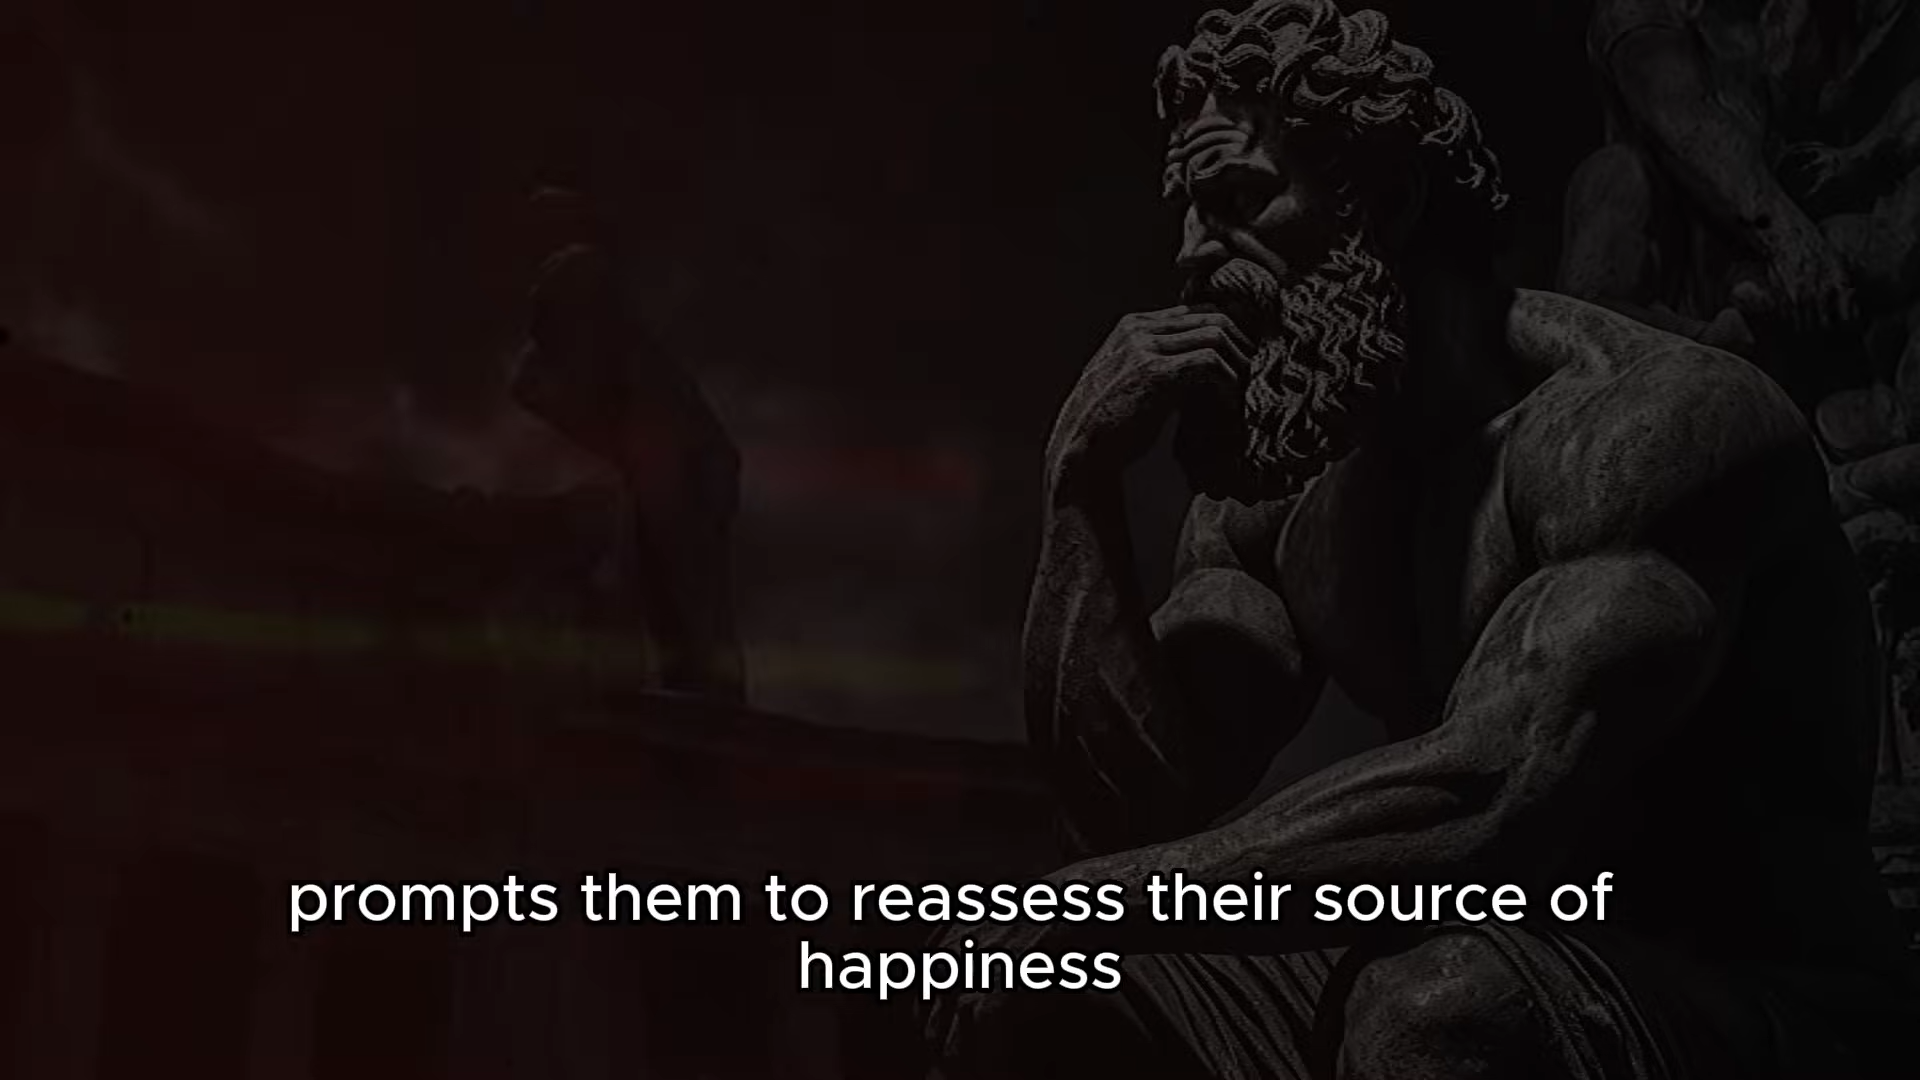 prompts them to reassess their source of
happiness